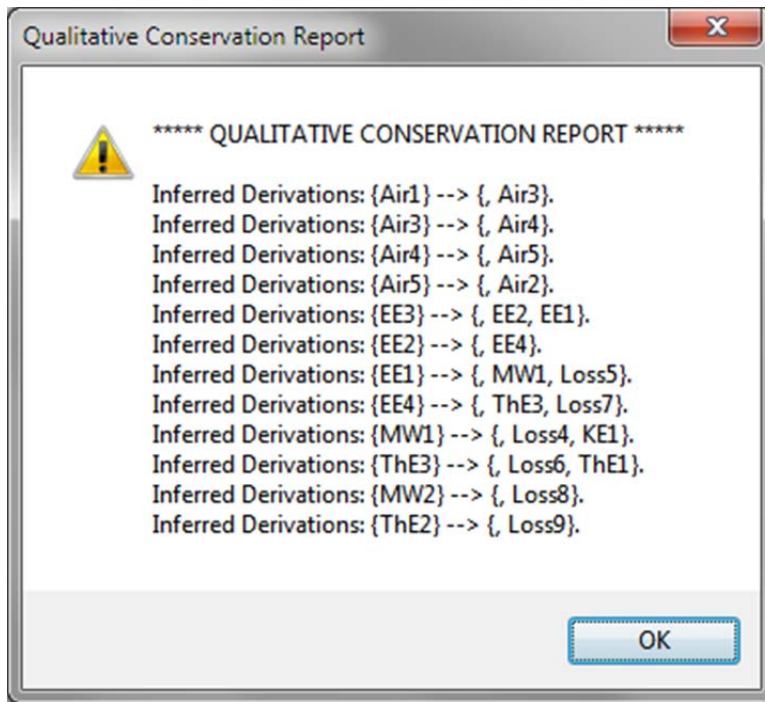 Qualitative Conservation Report
***** QUALITATIVE CONSERVATION REPORT *****
Inferred Derivations: {Air1} --> {, Air3}.
Inferred Derivations: {Air3} --> {, Air4}.
Inferred Derivations: {Air4} --> {, Air5}.
Inferred Derivations: {Air5} --> {, Air2}.
Inferred Derivations: {EE3} --> {, EE2, EE1}.
Inferred Derivations: {EE2} --> {, EE4}.
Inferred Derivations: {EE1} --> {, MW1, Loss5}.
Inferred Derivations: {EE4} --> {, ThE3, Loss7}.
Inferred Derivations: {MW1} --> {, Loss4, KE1}.
Inferred Derivations: {ThE3} --> {, Loss6, ThE1}.
Inferred Derivations: {MW2} --> {, Loss8}.
Inferred Derivations: {ThE2} --> {, Loss9}.
OK